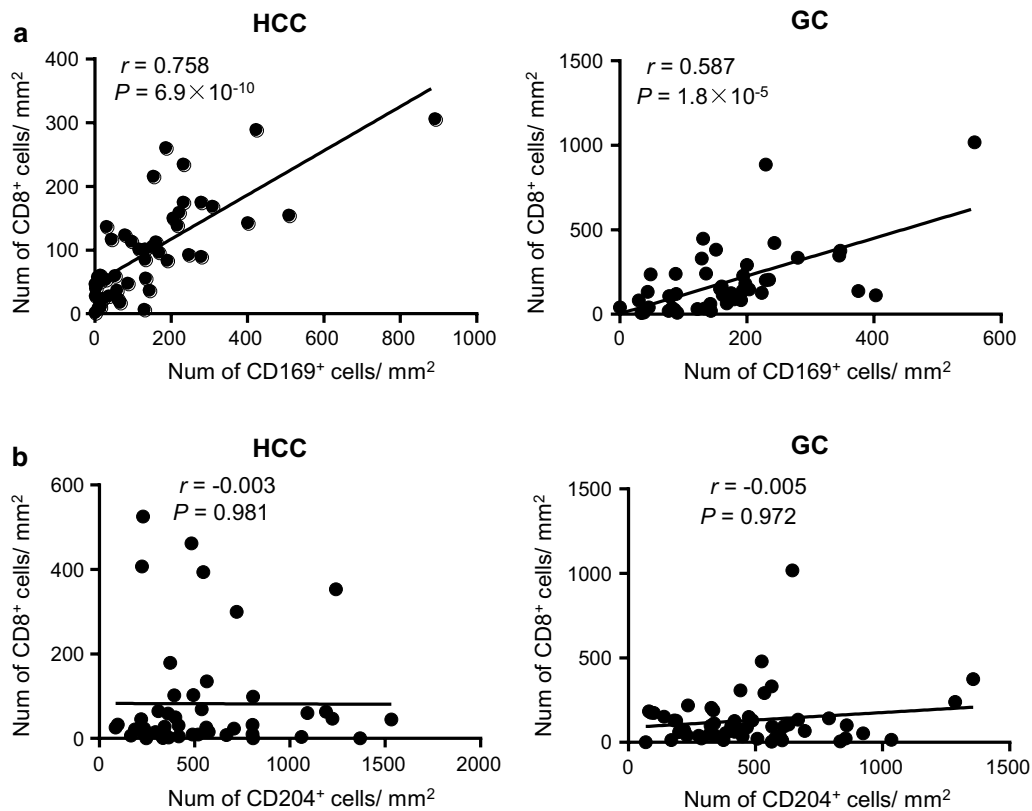 a
HCC
r = 0.758
P = 6.9×10⁻¹⁰
Num of CD8⁺ cells/ mm²
400
300
200
100
0
0 200 400 600 800 1000
Num of CD169⁺ cells/ mm²
GC
r = 0.587
P = 1.8×10⁻⁵
Num of CD8⁺ cells/ mm²
1500
1000
500
0
0 200 400 600
Num of CD169⁺ cells/ mm²
b
HCC
r = -0.003
P = 0.981
Num of CD8⁺ cells/ mm²
600
400
200
0
0 500 1000 1500 2000
Num of CD204⁺ cells/ mm²
GC
r = -0.005
P = 0.972
Num of CD8⁺ cells/ mm²
1500
1000
500
0
0 500 1000 1500
Num of CD204⁺ cells/ mm²